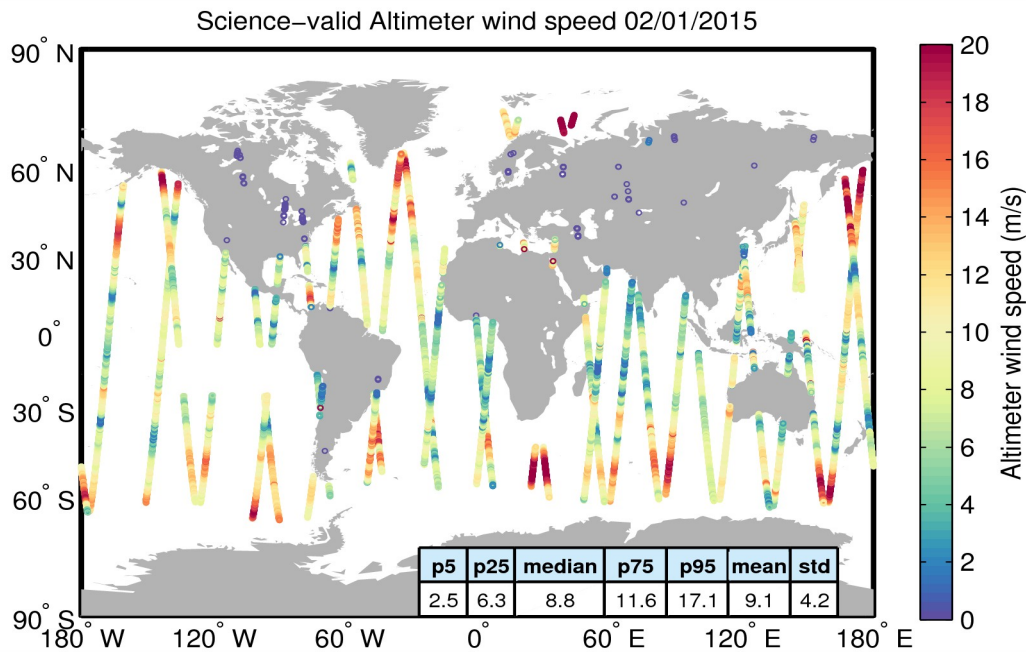 Science−valid Altimeter wind speed 02/01/2015
90° N
60° N
30° N
0°
30° S
60° S
90° S
180° W
120° W
60° W
0°
60° E
120° E
180° E
p5 p25 median p75 p95 mean std
2.5 6.3 8.8 11.6 17.1 9.1 4.2
20
18
16
14
12
10
8
6
4
2
0
Altimeter wind speed (m/s)